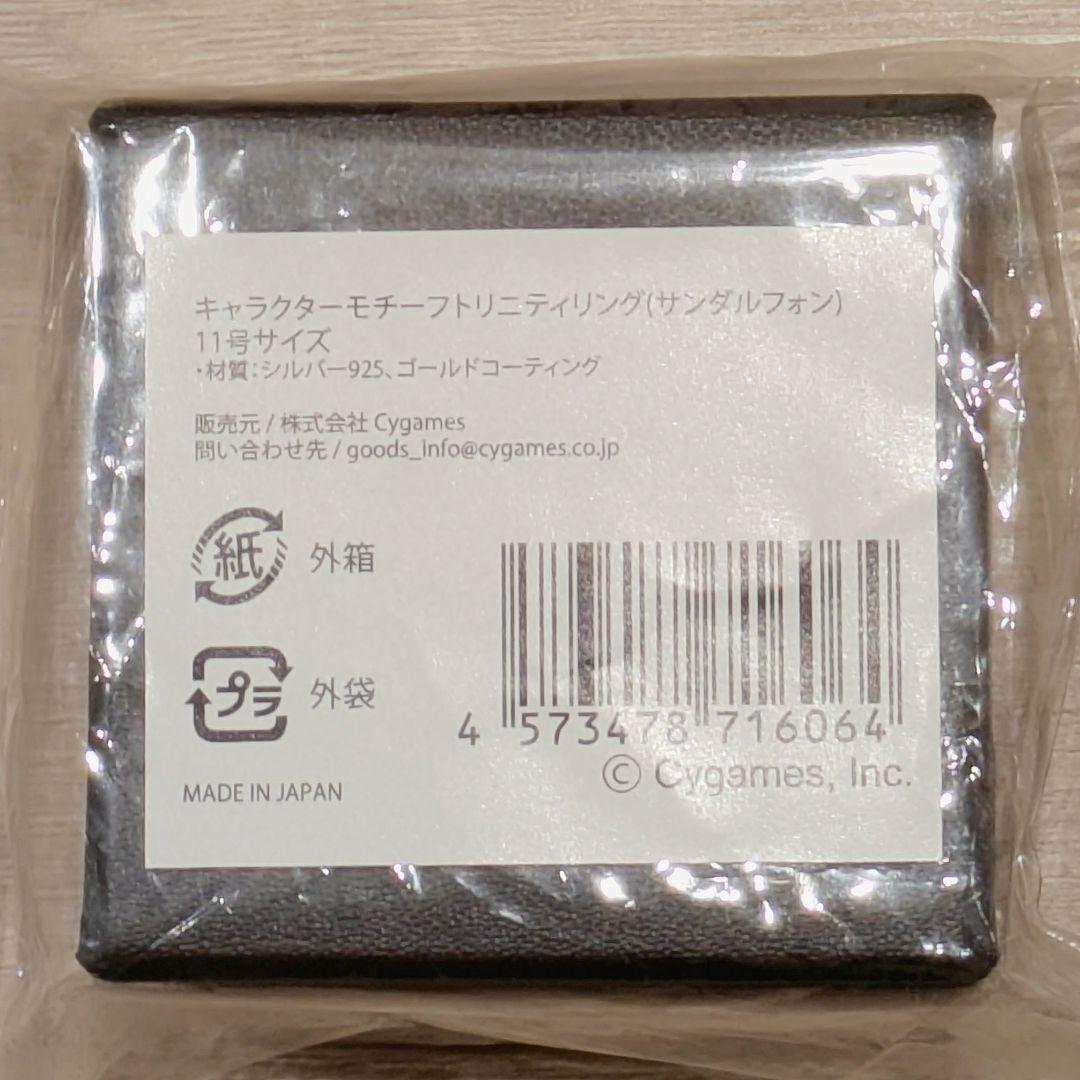 キャラクターモチーフトリニティリング(サンダルフォン)
11号サイズ
・材質：シルバー925、ゴールドコーティング
販売元 / 株式会社 Cygames
問い合わせ先 / goods_info@cygames.co.jp
紙 外箱
プラ 外袋
4 573478 716064
© Cygames, Inc.
MADE IN JAPAN